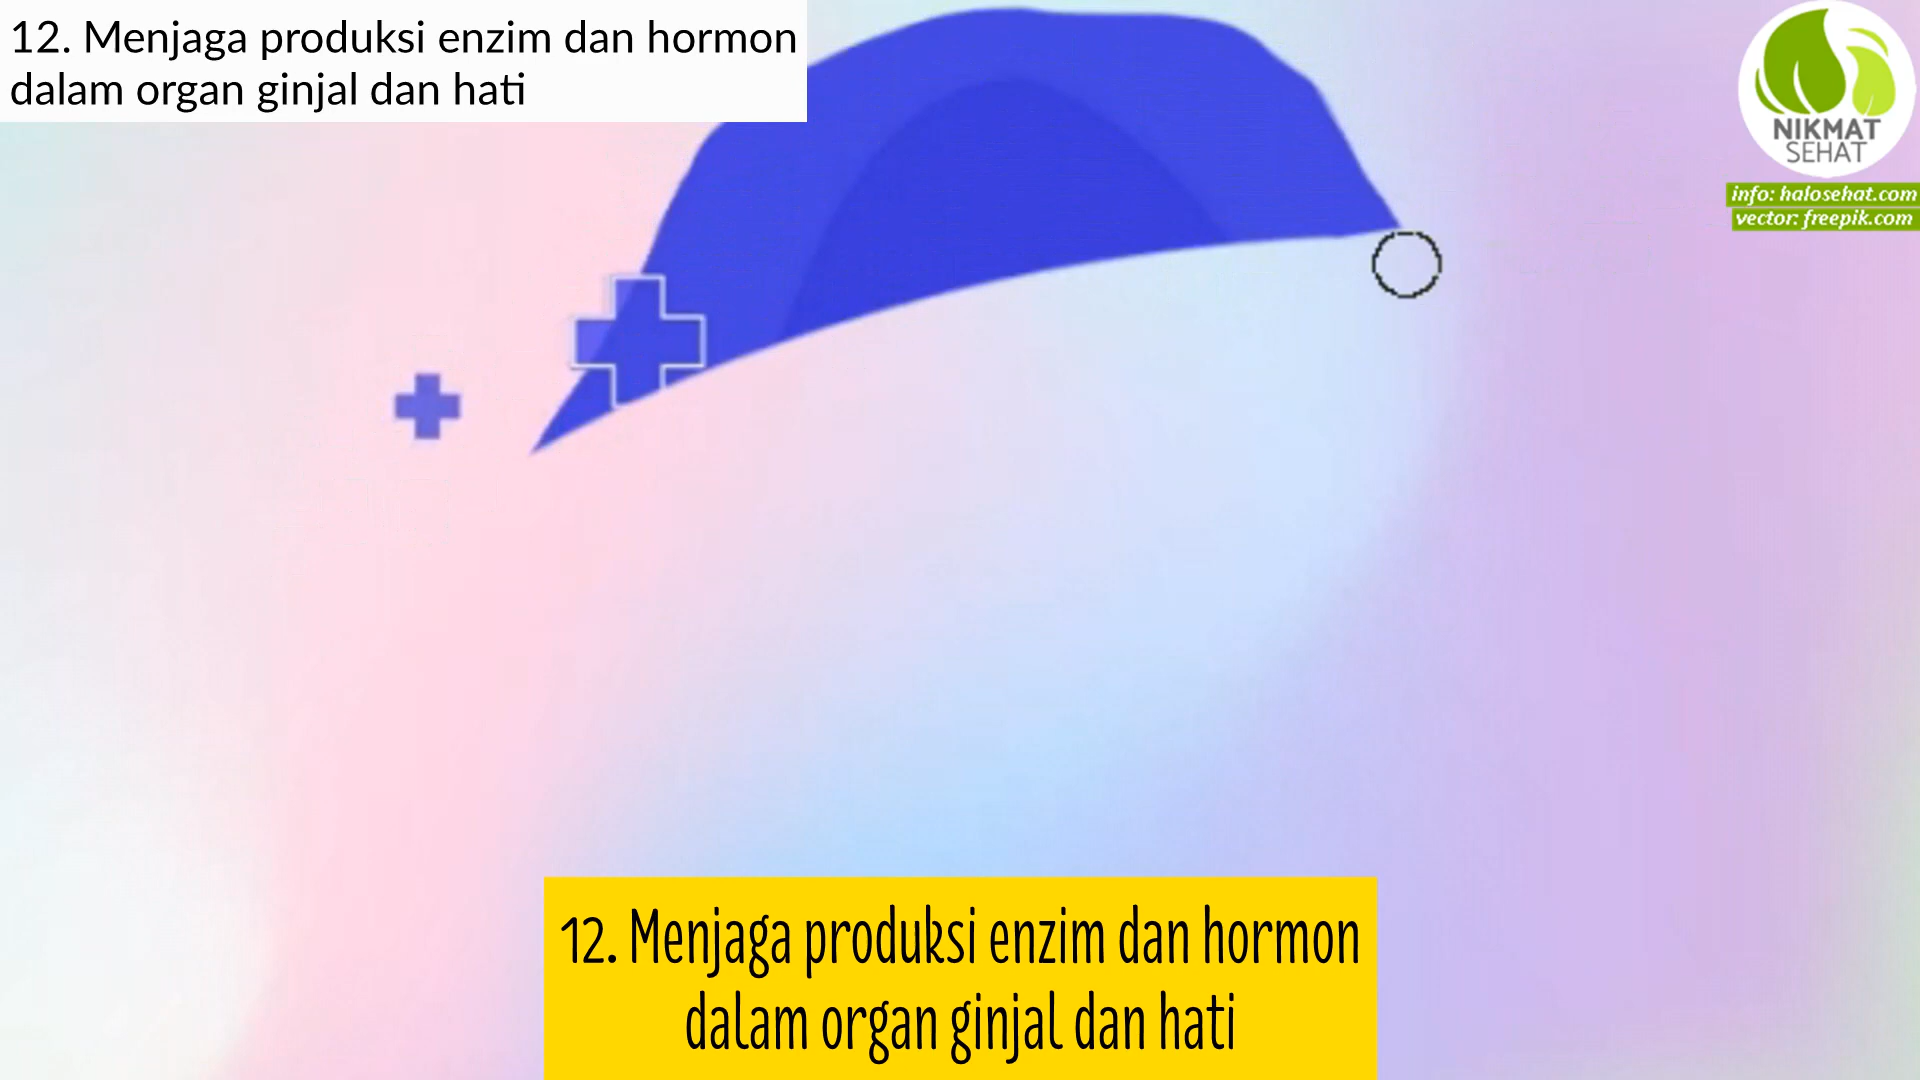 12. Menjaga produksi enzim dan hormon
dalam organ ginjal dan hati
NIKMAT
SEHAT
info: halosehat.com
vector: freepik.com
12. Menjaga produksi enzim dan hormon
dalam organ ginjal dan hati